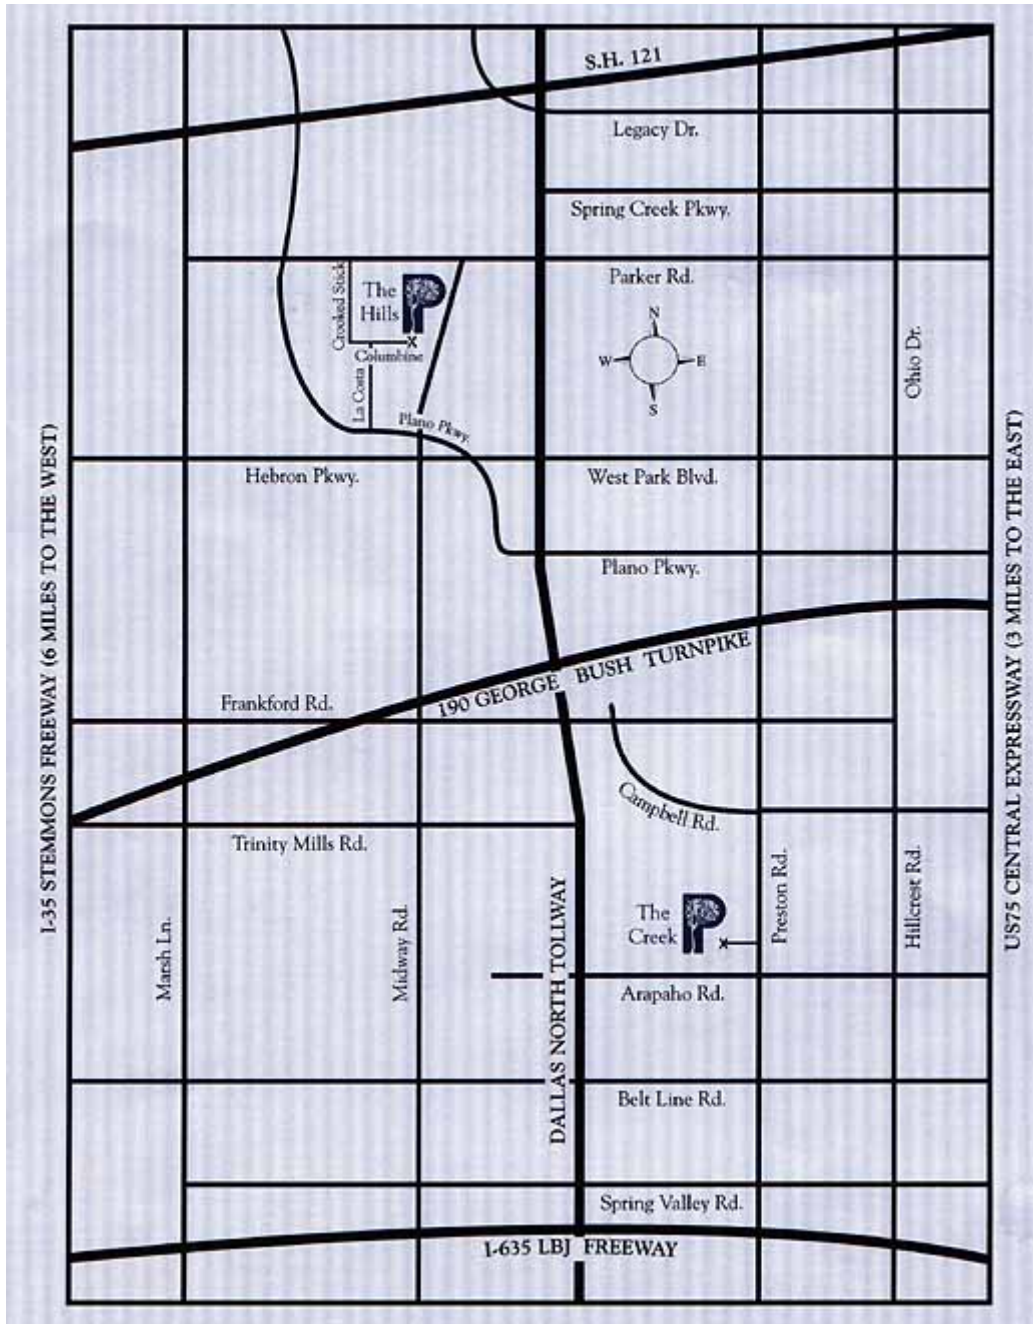 S.H. 121
Legacy Dr.
Spring Creek Pkwy.
Parker Rd.
Crooked Stick
The
Hills
P
N
W
E
S
Columbine
La Costa
Plano Pkwy.
Ohio Dr.
Hebron Pkwy.
West Park Blvd.
Plano Pkwy.
I-35 STEMMONS FREEWAY (6 MILES TO THE WEST)
US75 CENTRAL EXPRESSWAY (3 MILES TO THE EAST)
190 GEORGE BUSH TURNPIKE
Frankford Rd.
Campbell Rd.
Trinity Mills Rd.
Marsh Ln.
Midway Rd.
DALLAS NORTH TOLLWAY
The
Creek
P
Preston Rd.
Hillcrest Rd.
Arapaho Rd.
Belt Line Rd.
Spring Valley Rd.
I-635 LBJ FREEWAY